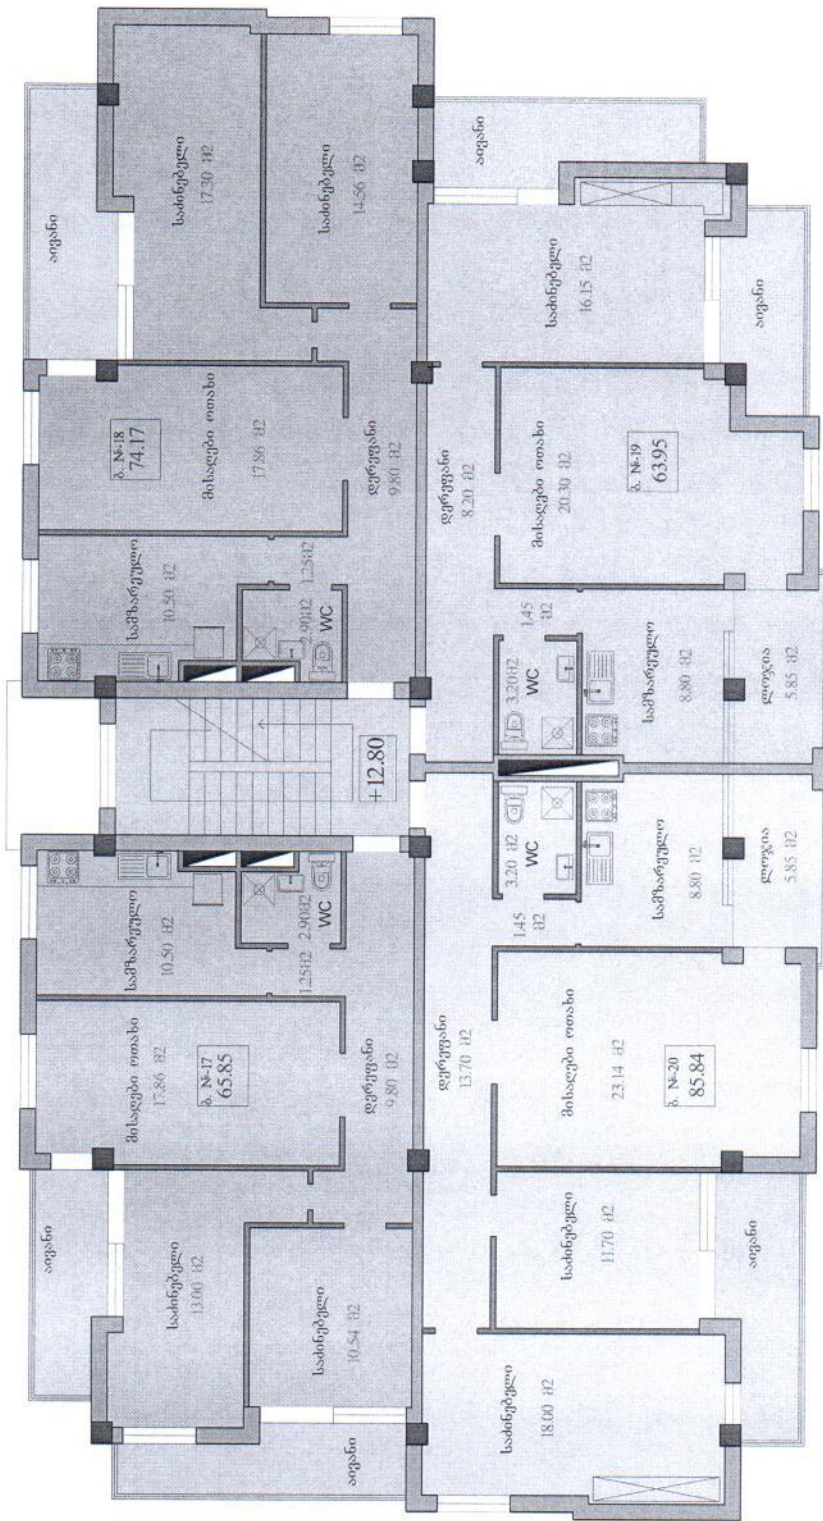 აივანი
მისაღები ოთახი
17.86 მ2
ბ. №-17
65.85
სამზარეულო
10.50 მ2
საძინებელი
13.00 მ2
საძინებელი
10.54 მ2
აივანი
1.25მ2
2.90მ2
WC
დერეფანი
9.80 მ2
+12.80
სამზარეულო
10.50 მ2
ბ. №-18
74.17
მისაღები ოთახი
17.86 მ2
აივანი
საძინებელი
17.30 მ2
საძინებელი
14.56 მ2
2.90მ2
WC
1.25მ2
დერეფანი
9.80 მ2
დერეფანი
13.70 მ2
3.20 მ2
WC
1.45
მ2
საძინებელი
18.00 მ2
საძინებელი
11.70 მ2
მისაღები ოთახი
23.14 მ2
ბ. №-20
85.84
სამზარეულო
8.80 მ2
აივანი
ლოჯია
5.85 მ2
დერეფანი
8.20 მ2
აივანი
3.20მ2
WC
1.45
მ2
მისაღები ოთახი
20.30 მ2
ბ. №-19
63.95
საძინებელი
16.15 მ2
სამზარეულო
8.80 მ2
ლოჯია
5.85 მ2
აივანი